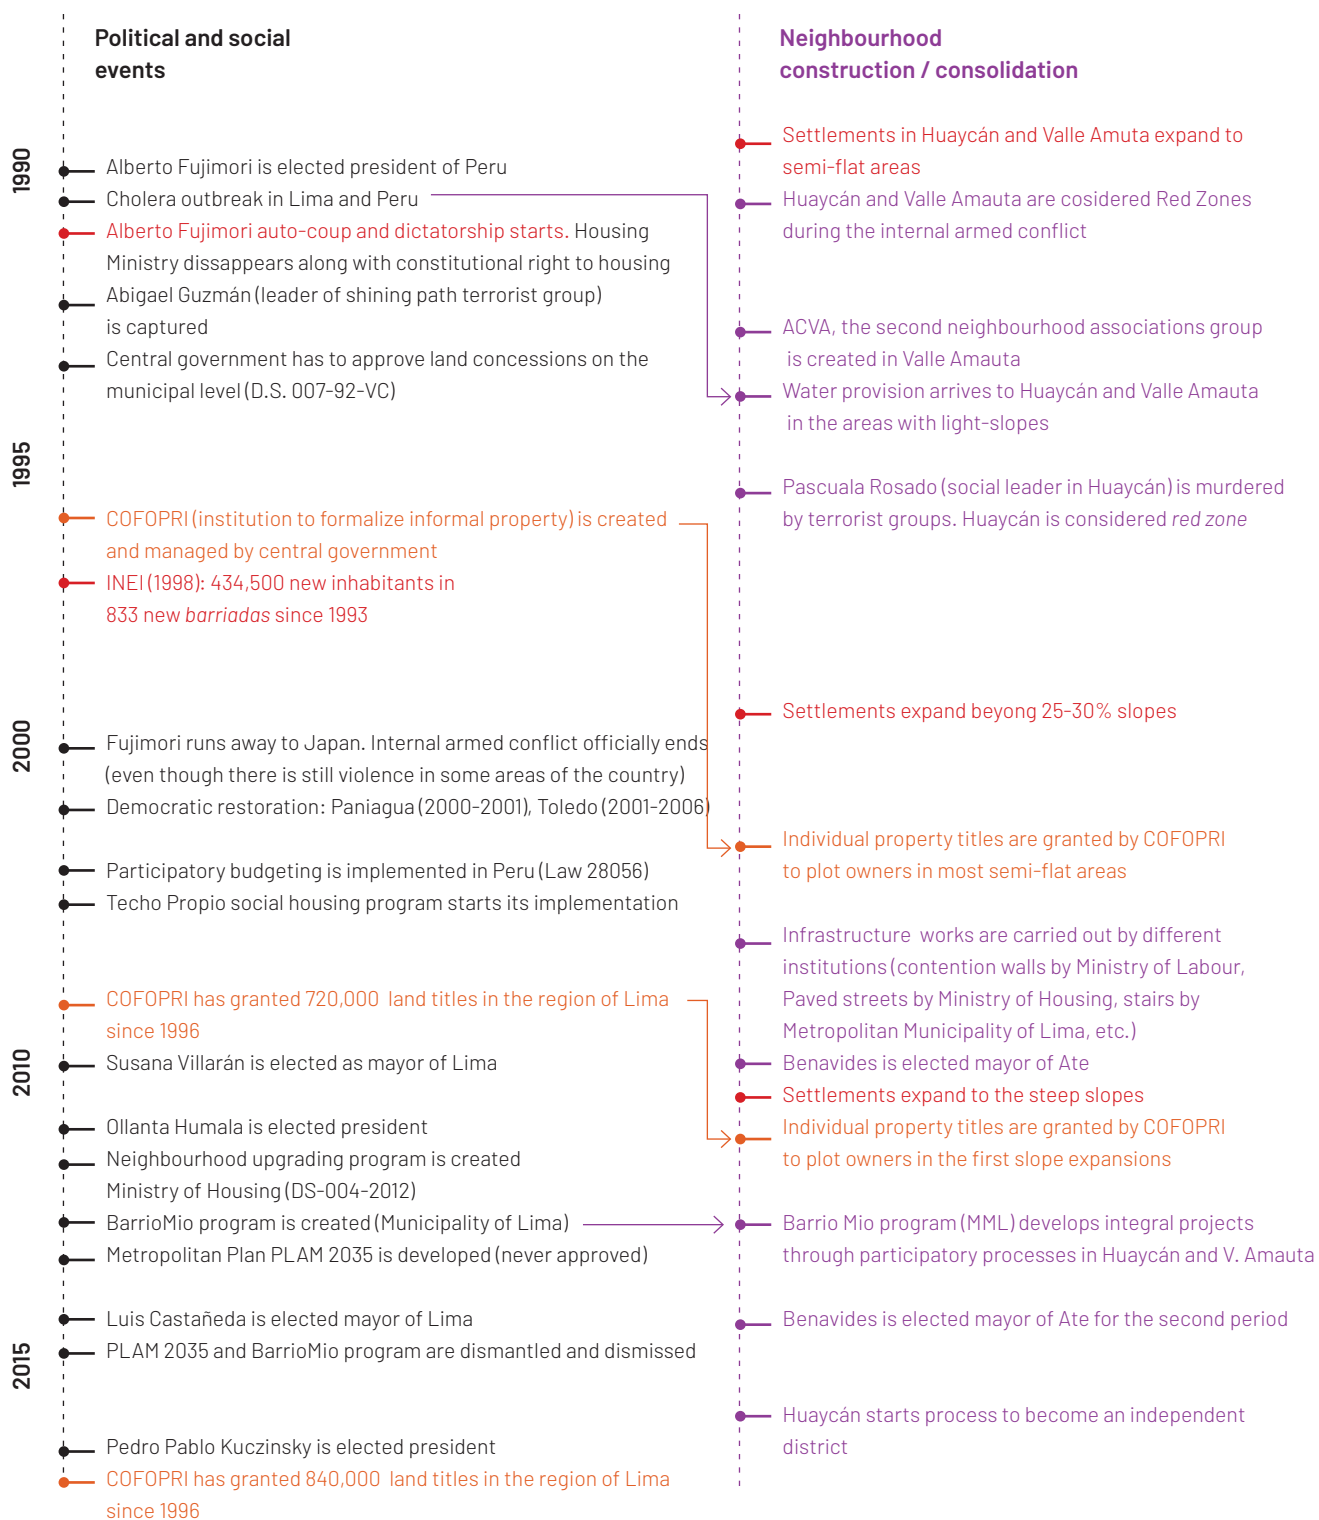 Political and social
events
1990
Alberto Fujimori is elected president of Peru
Cholera outbreak in Lima and Peru
Alberto Fujimori auto-coup and dictatorship starts. Housing
Ministry dissappears along with constitutional right to housing
Abigael Guzmán (leader of shining path terrorist group)
is captured
Central government has to approve land concessions on the
municipal level (D.S. 007-92-VC)
1995
COFOPRI (institution to formalize informal property) is created
and managed by central government
INEI (1998): 434,500 new inhabitants in
833 new barriadas since 1993
2000
Fujimori runs away to Japan. Internal armed conflict officially ends
(even though there is still violence in some areas of the country)
Democratic restoration: Paniagua (2000-2001), Toledo (2001-2006)
Participatory budgeting is implemented in Peru (Law 28056)
Techo Propio social housing program starts its implementation
COFOPRI has granted 720,000 land titles in the region of Lima
since 1996
2010
Susana Villarán is elected as mayor of Lima
Ollanta Humala is elected president
Neighbourhood upgrading program is created
Ministry of Housing (DS-004-2012)
BarrioMio program is created (Municipality of Lima)
Metropolitan Plan PLAM 2035 is developed (never approved)
Luis Castañeda is elected mayor of Lima
2015
PLAM 2035 and BarrioMio program are dismantled and dismissed
Pedro Pablo Kuczinsky is elected president
COFOPRI has granted 840,000 land titles in the region of Lima
since 1996
Neighbourhood
construction / consolidation
Settlements in Huaycán and Valle Amuta expand to
semi-flat areas
Huaycán and Valle Amauta are cosidered Red Zones
during the internal armed conflict
ACVA, the second neighbourhood associations group
is created in Valle Amauta
Water provision arrives to Huaycán and Valle Amauta
in the areas with light-slopes
Pascuala Rosado (social leader in Huaycán) is murdered
by terrorist groups. Huaycán is considered red zone
Settlements expand beyong 25-30% slopes
Individual property titles are granted by COFOPRI
to plot owners in most semi-flat areas
Infrastructure works are carried out by different
institutions (contention walls by Ministry of Labour,
Paved streets by Ministry of Housing, stairs by
Metropolitan Municipality of Lima, etc.)
Benavides is elected mayor of Ate
Settlements expand to the steep slopes
Individual property titles are granted by COFOPRI
to plot owners in the first slope expansions
Barrio Mio program (MML) develops integral projects
through participatory processes in Huaycán and V. Amauta
Benavides is elected mayor of Ate for the second period
Huaycán starts process to become an independent
district